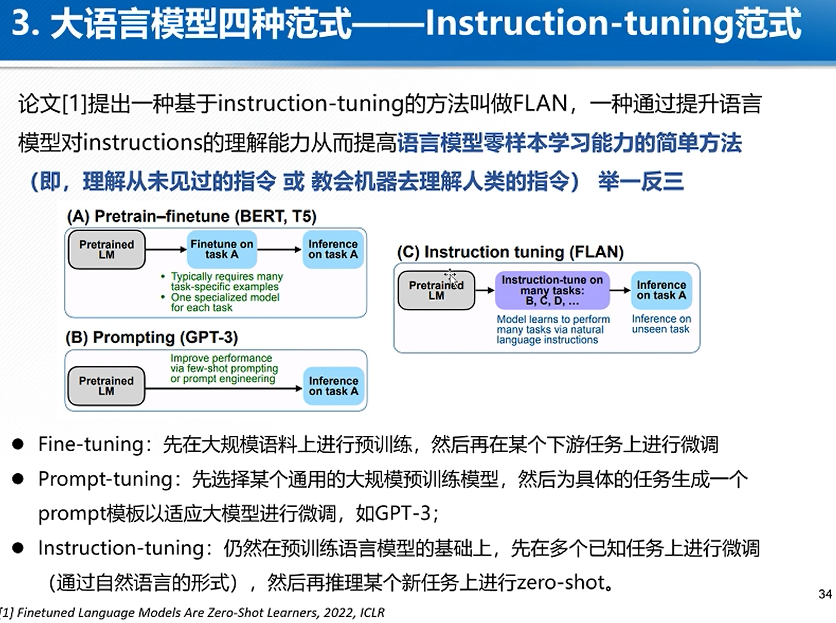 3. 大语言模型四种范式——Instruction-tuning范式
论文[1]提出一种基于instruction-tuning的方法叫做FLAN，一种通过提升语言
模型对instructions的理解能力从而提高语言模型零样本学习能力的简单方法
（即，理解从未见过的指令 或 教会机器去理解人类的指令） 举一反三
(A) Pretrain–finetune (BERT, T5)
Pretrained
LM
Finetune on
task A
Inference
on task A
• Typically requires many
task-specific examples
• One specialized model
for each task
(B) Prompting (GPT-3)
Pretrained
LM
Improve performance
via few-shot prompting
or prompt engineering
Inference
on task A
(C) Instruction tuning (FLAN)
Pretrained
LM
Instruction-tune on
many tasks:
B, C, D, ...
Inference
on task A
Model learns to perform
many tasks via natural
language instructions
Inference on
unseen task
● Fine-tuning：先在大规模语料上进行预训练，然后再在某个下游任务上进行微调
● Prompt-tuning：先选择某个通用的大规模预训练模型，然后为具体的任务生成一个
prompt模板以适应大模型进行微调，如GPT-3；
● Instruction-tuning：仍然在预训练语言模型的基础上，先在多个已知任务上进行微调
（通过自然语言的形式），然后再推理某个新任务上进行zero-shot。
34
[1] Finetuned Language Models Are Zero-Shot Learners, 2022, ICLR